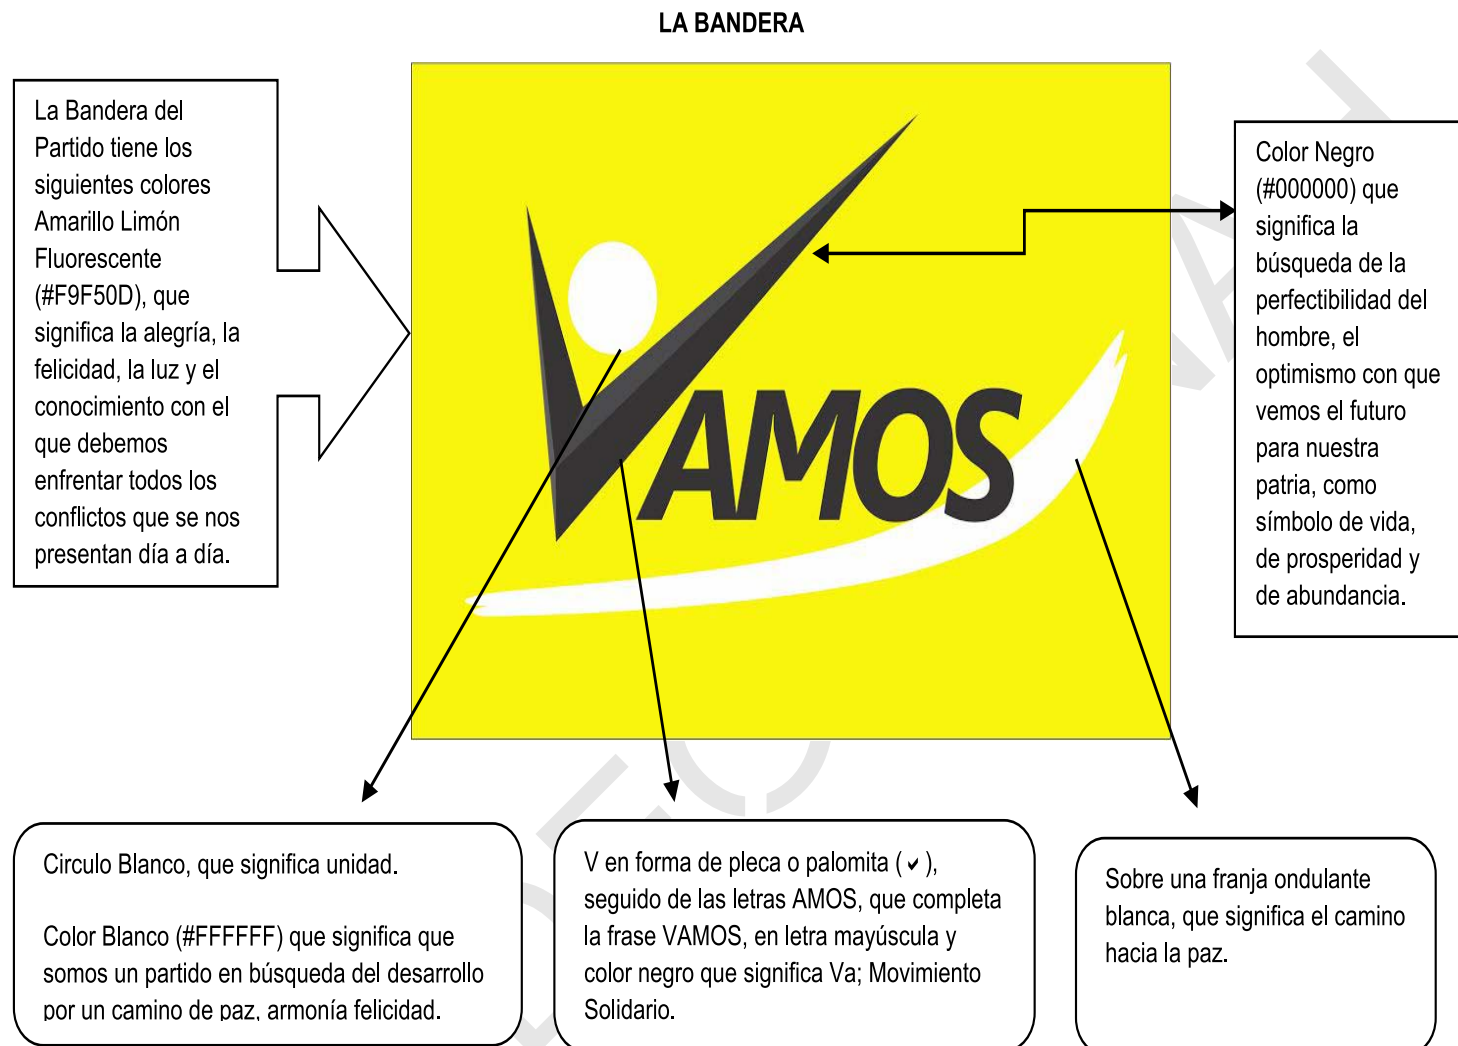 LA BANDERA
La Bandera del
Partido tiene los
siguientes colores
Amarillo Limón
Fluorescente
(#F9F50D), que
significa la alegría, la
felicidad, la luz y el
conocimiento con el
que debemos
enfrentar todos los
conflictos que se nos
presentan día a día.
VAMOS
Color Negro
(#000000) que
significa la
búsqueda de la
perfectibilidad del
hombre, el
optimismo con que
vemos el futuro
para nuestra
patria, como
símbolo de vida,
de prosperidad y
de abundancia.
Circulo Blanco, que significa unidad.
Color Blanco (#FFFFFF) que significa que
somos un partido en búsqueda del desarrollo
por un camino de paz, armonía felicidad.
V en forma de pleca o palomita (✓),
seguido de las letras AMOS, que completa
la frase VAMOS, en letra mayúscula y
color negro que significa Va; Movimiento
Solidario.
Sobre una franja ondulante
blanca, que significa el camino
hacia la paz.